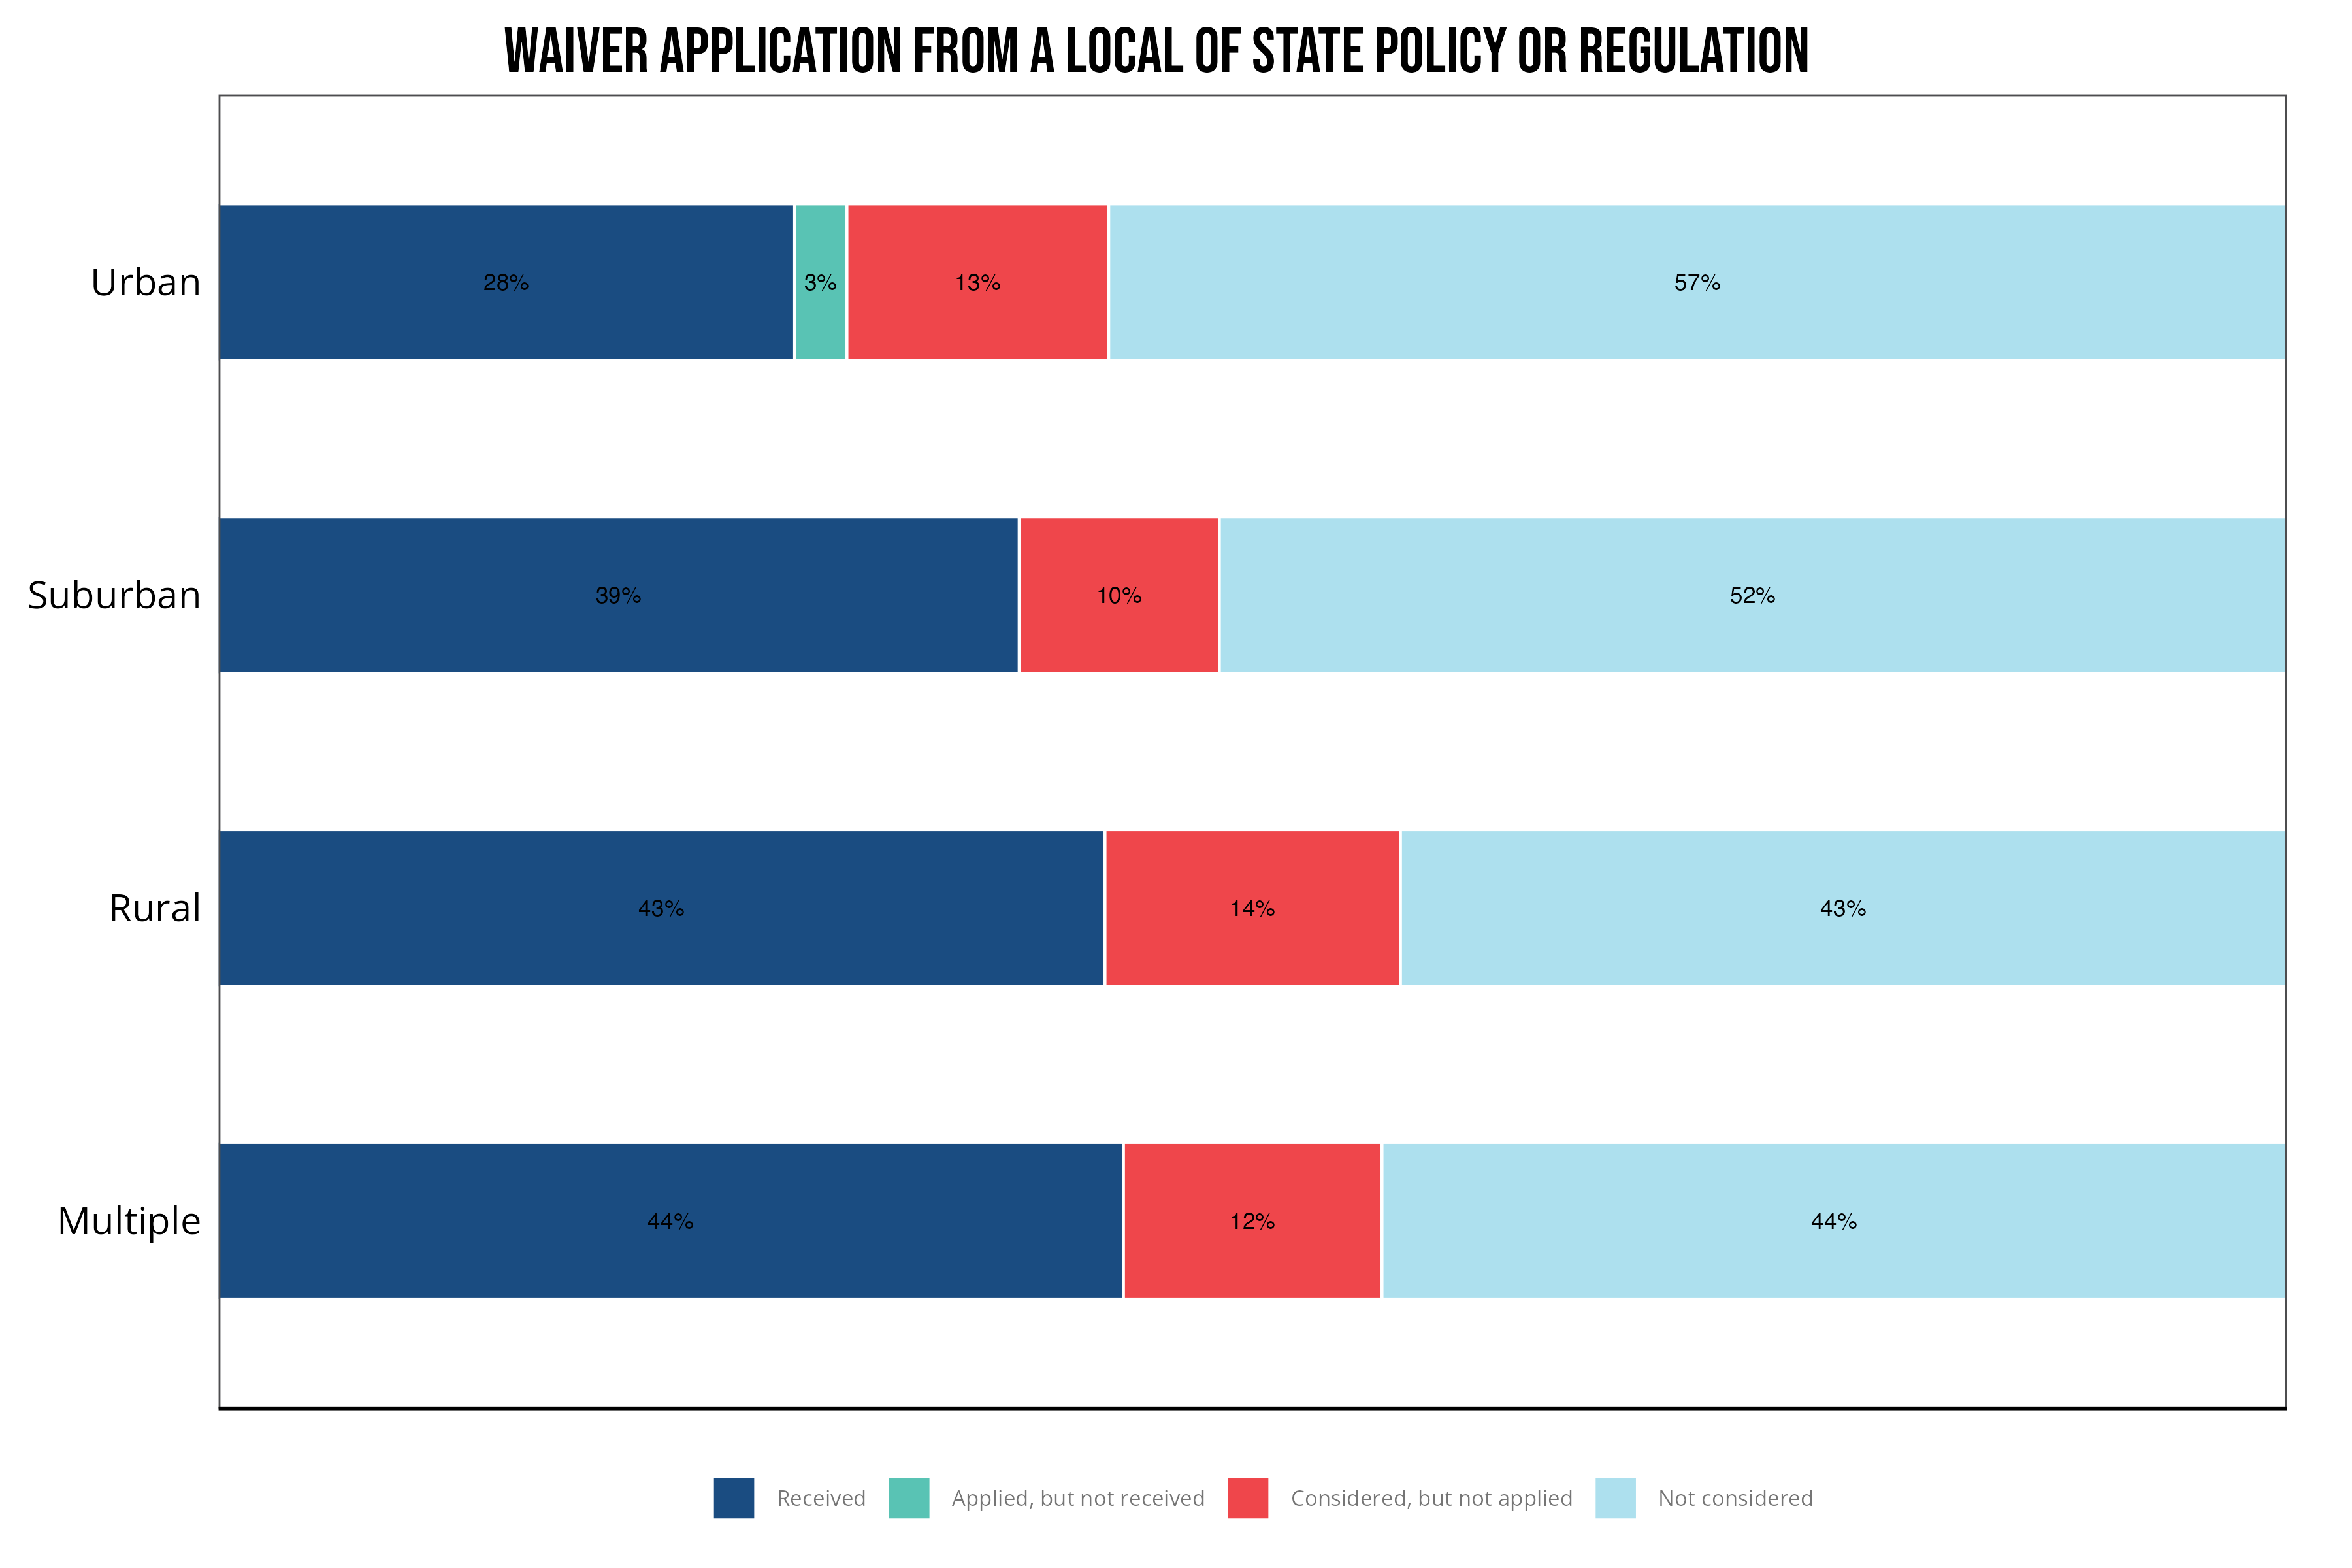 WAIVER APPLICATION FROM A LOCAL OF STATE POLICY OR REGULATION
Urban 28% 3% 13% 57%
Suburban 39% 10% 52%
Rural 43% 14% 43%
Multiple 44% 12% 44%
Received Applied, but not received Considered, but not applied Not considered